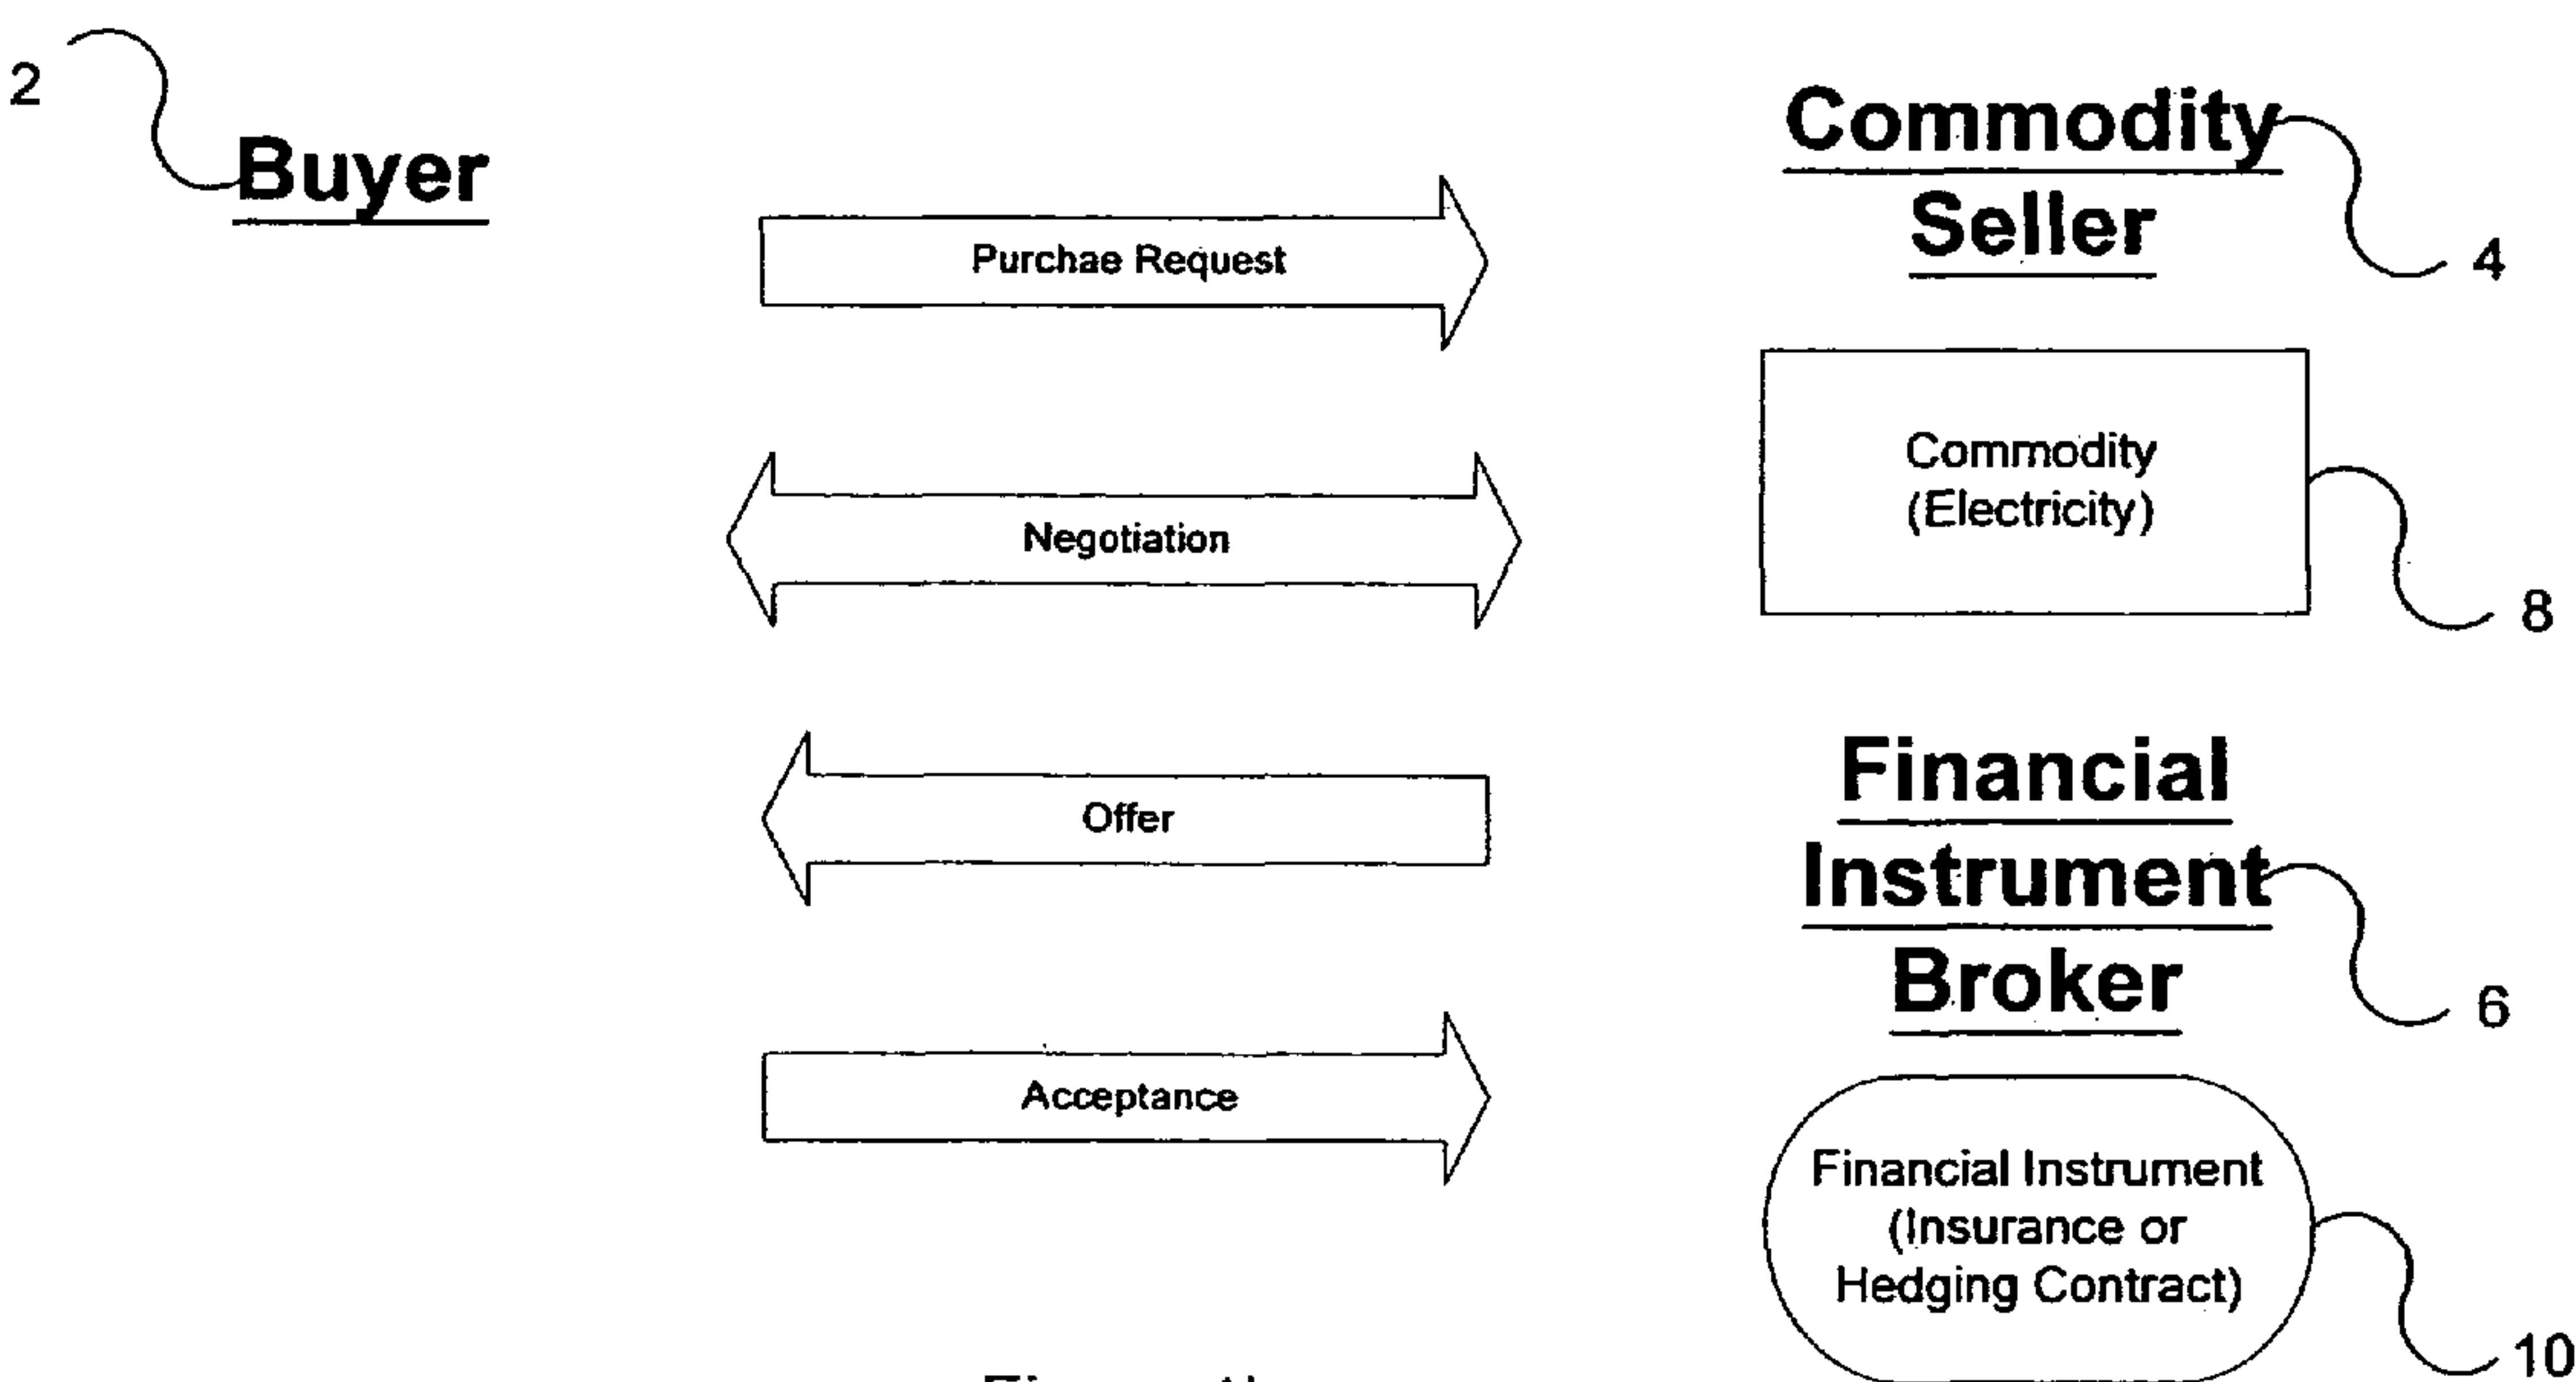 2
Buyer
Commodity
Seller
4
Purchae Request
Commodity
(Electricity)
8
Negotiation
Financial
Instrument
Broker
6
Offer
Acceptance
Financial Instrument
(Insurance or
Hedging Contract)
10